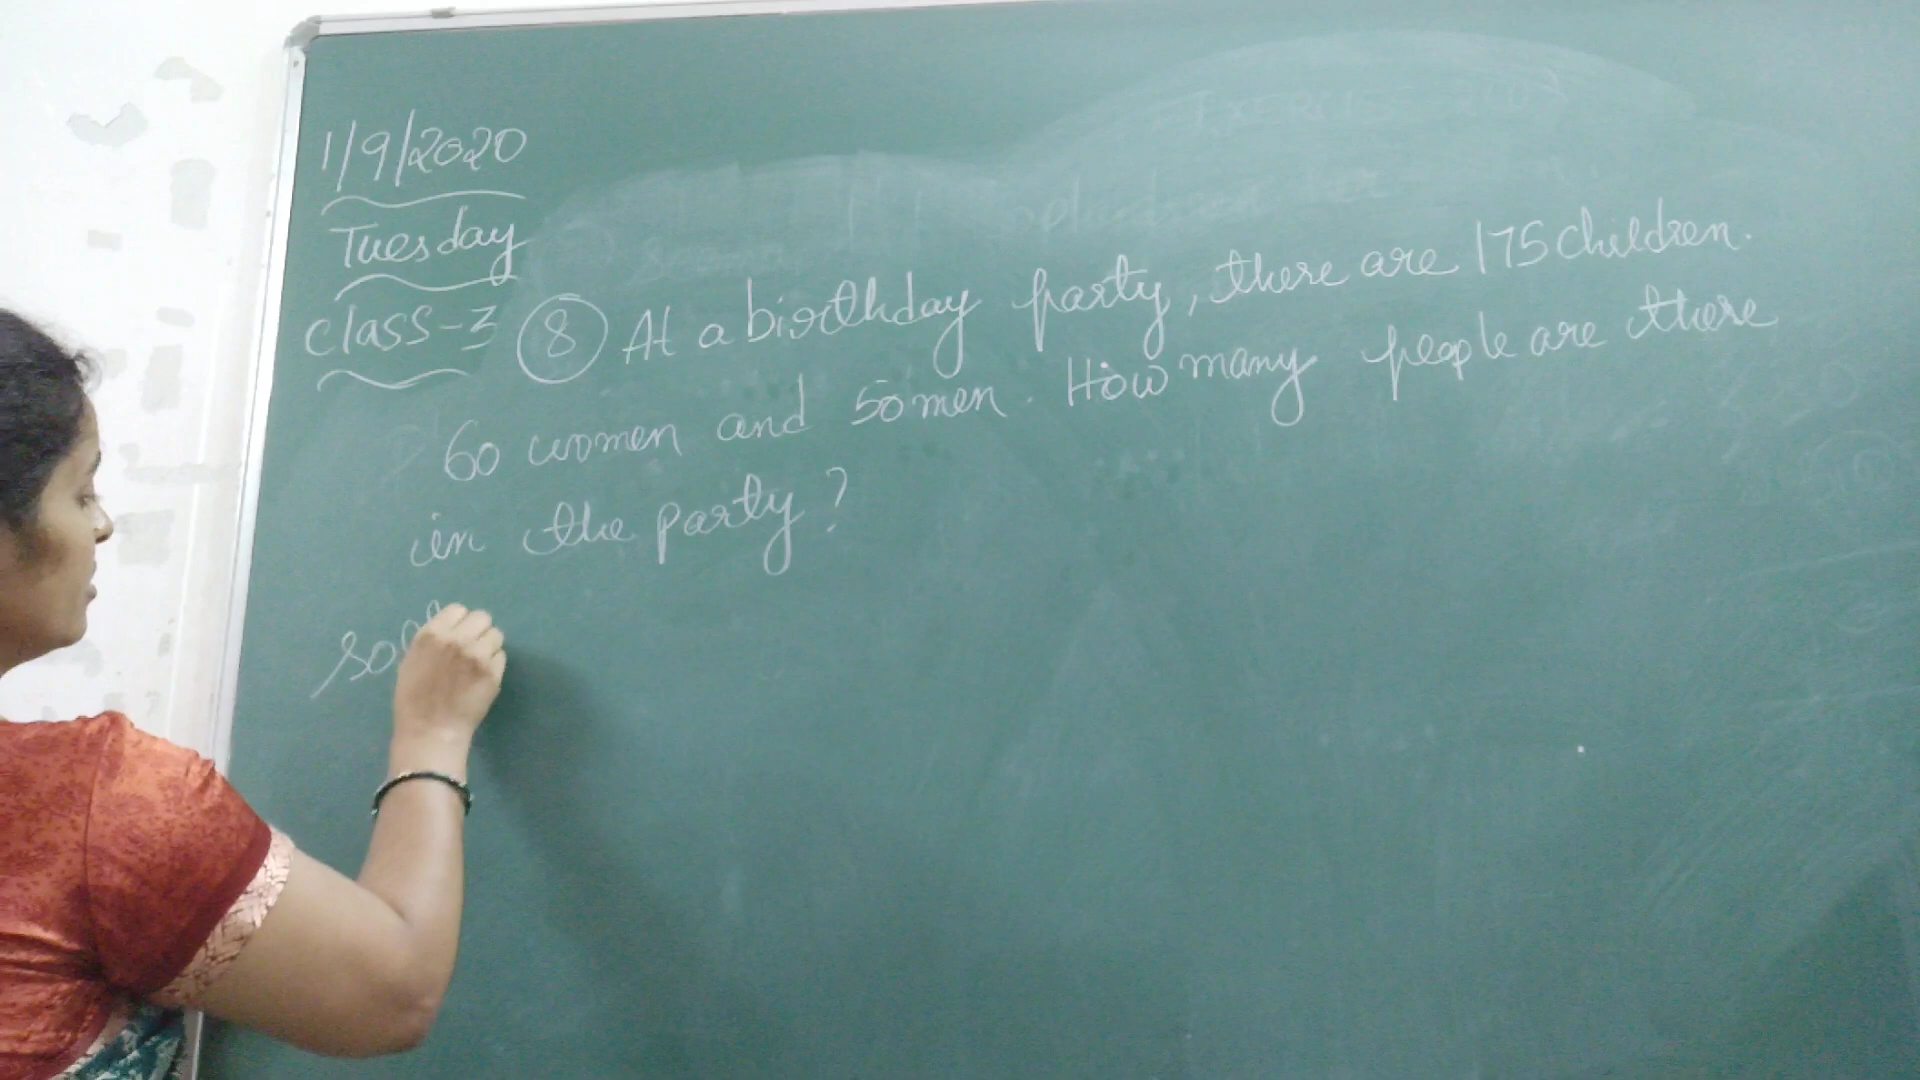 1/9/2020
Tuesday
Class-3
8 At a birthday party, there are 175 children.
60 women and 50 men. How many people are there
in the party?
Sol